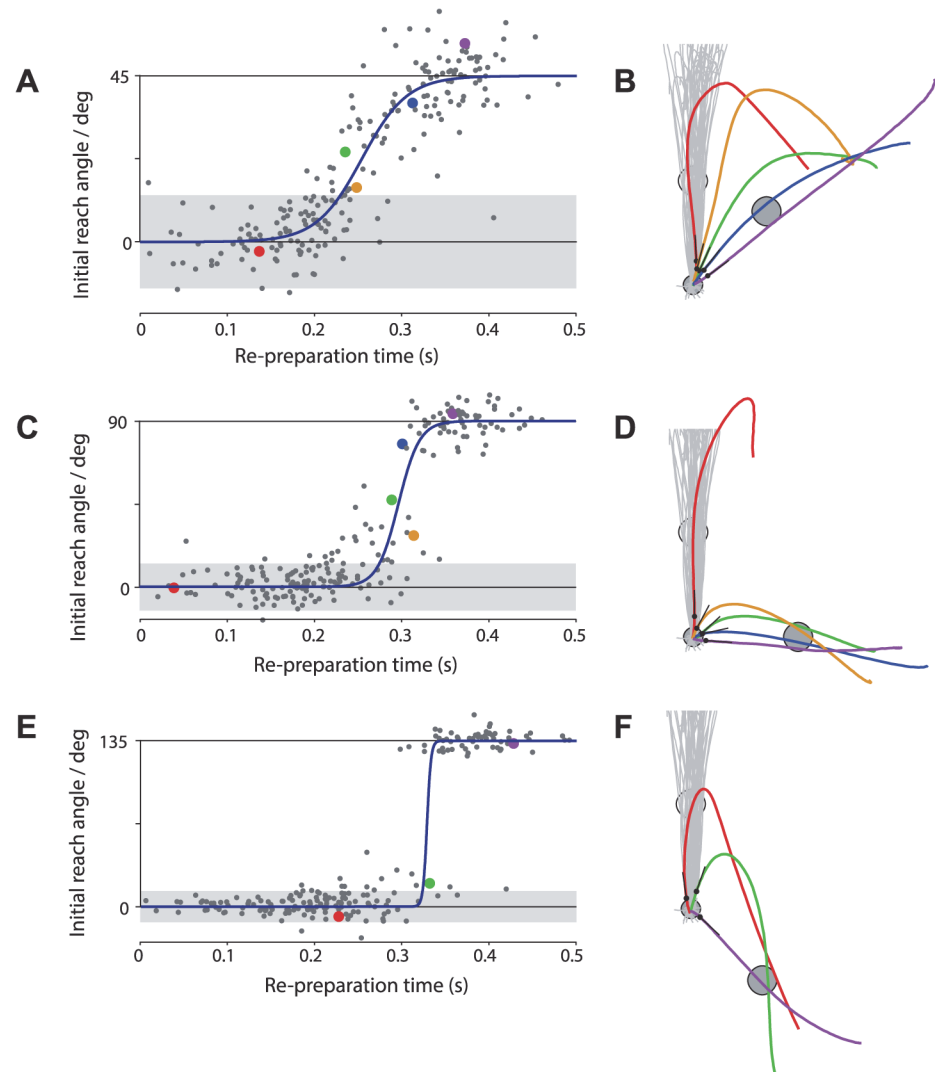 A
B
Initial reach angle / deg
45
0
0
0.1
0.2
0.3
0.4
0.5
Re-preparation time (s)
C
D
Initial reach angle / deg
90
0
0
0.1
0.2
0.3
0.4
0.5
Re-preparation time (s)
E
F
Initial reach angle / deg
135
0
0
0.1
0.2
0.3
0.4
0.5
Re-preparation time (s)